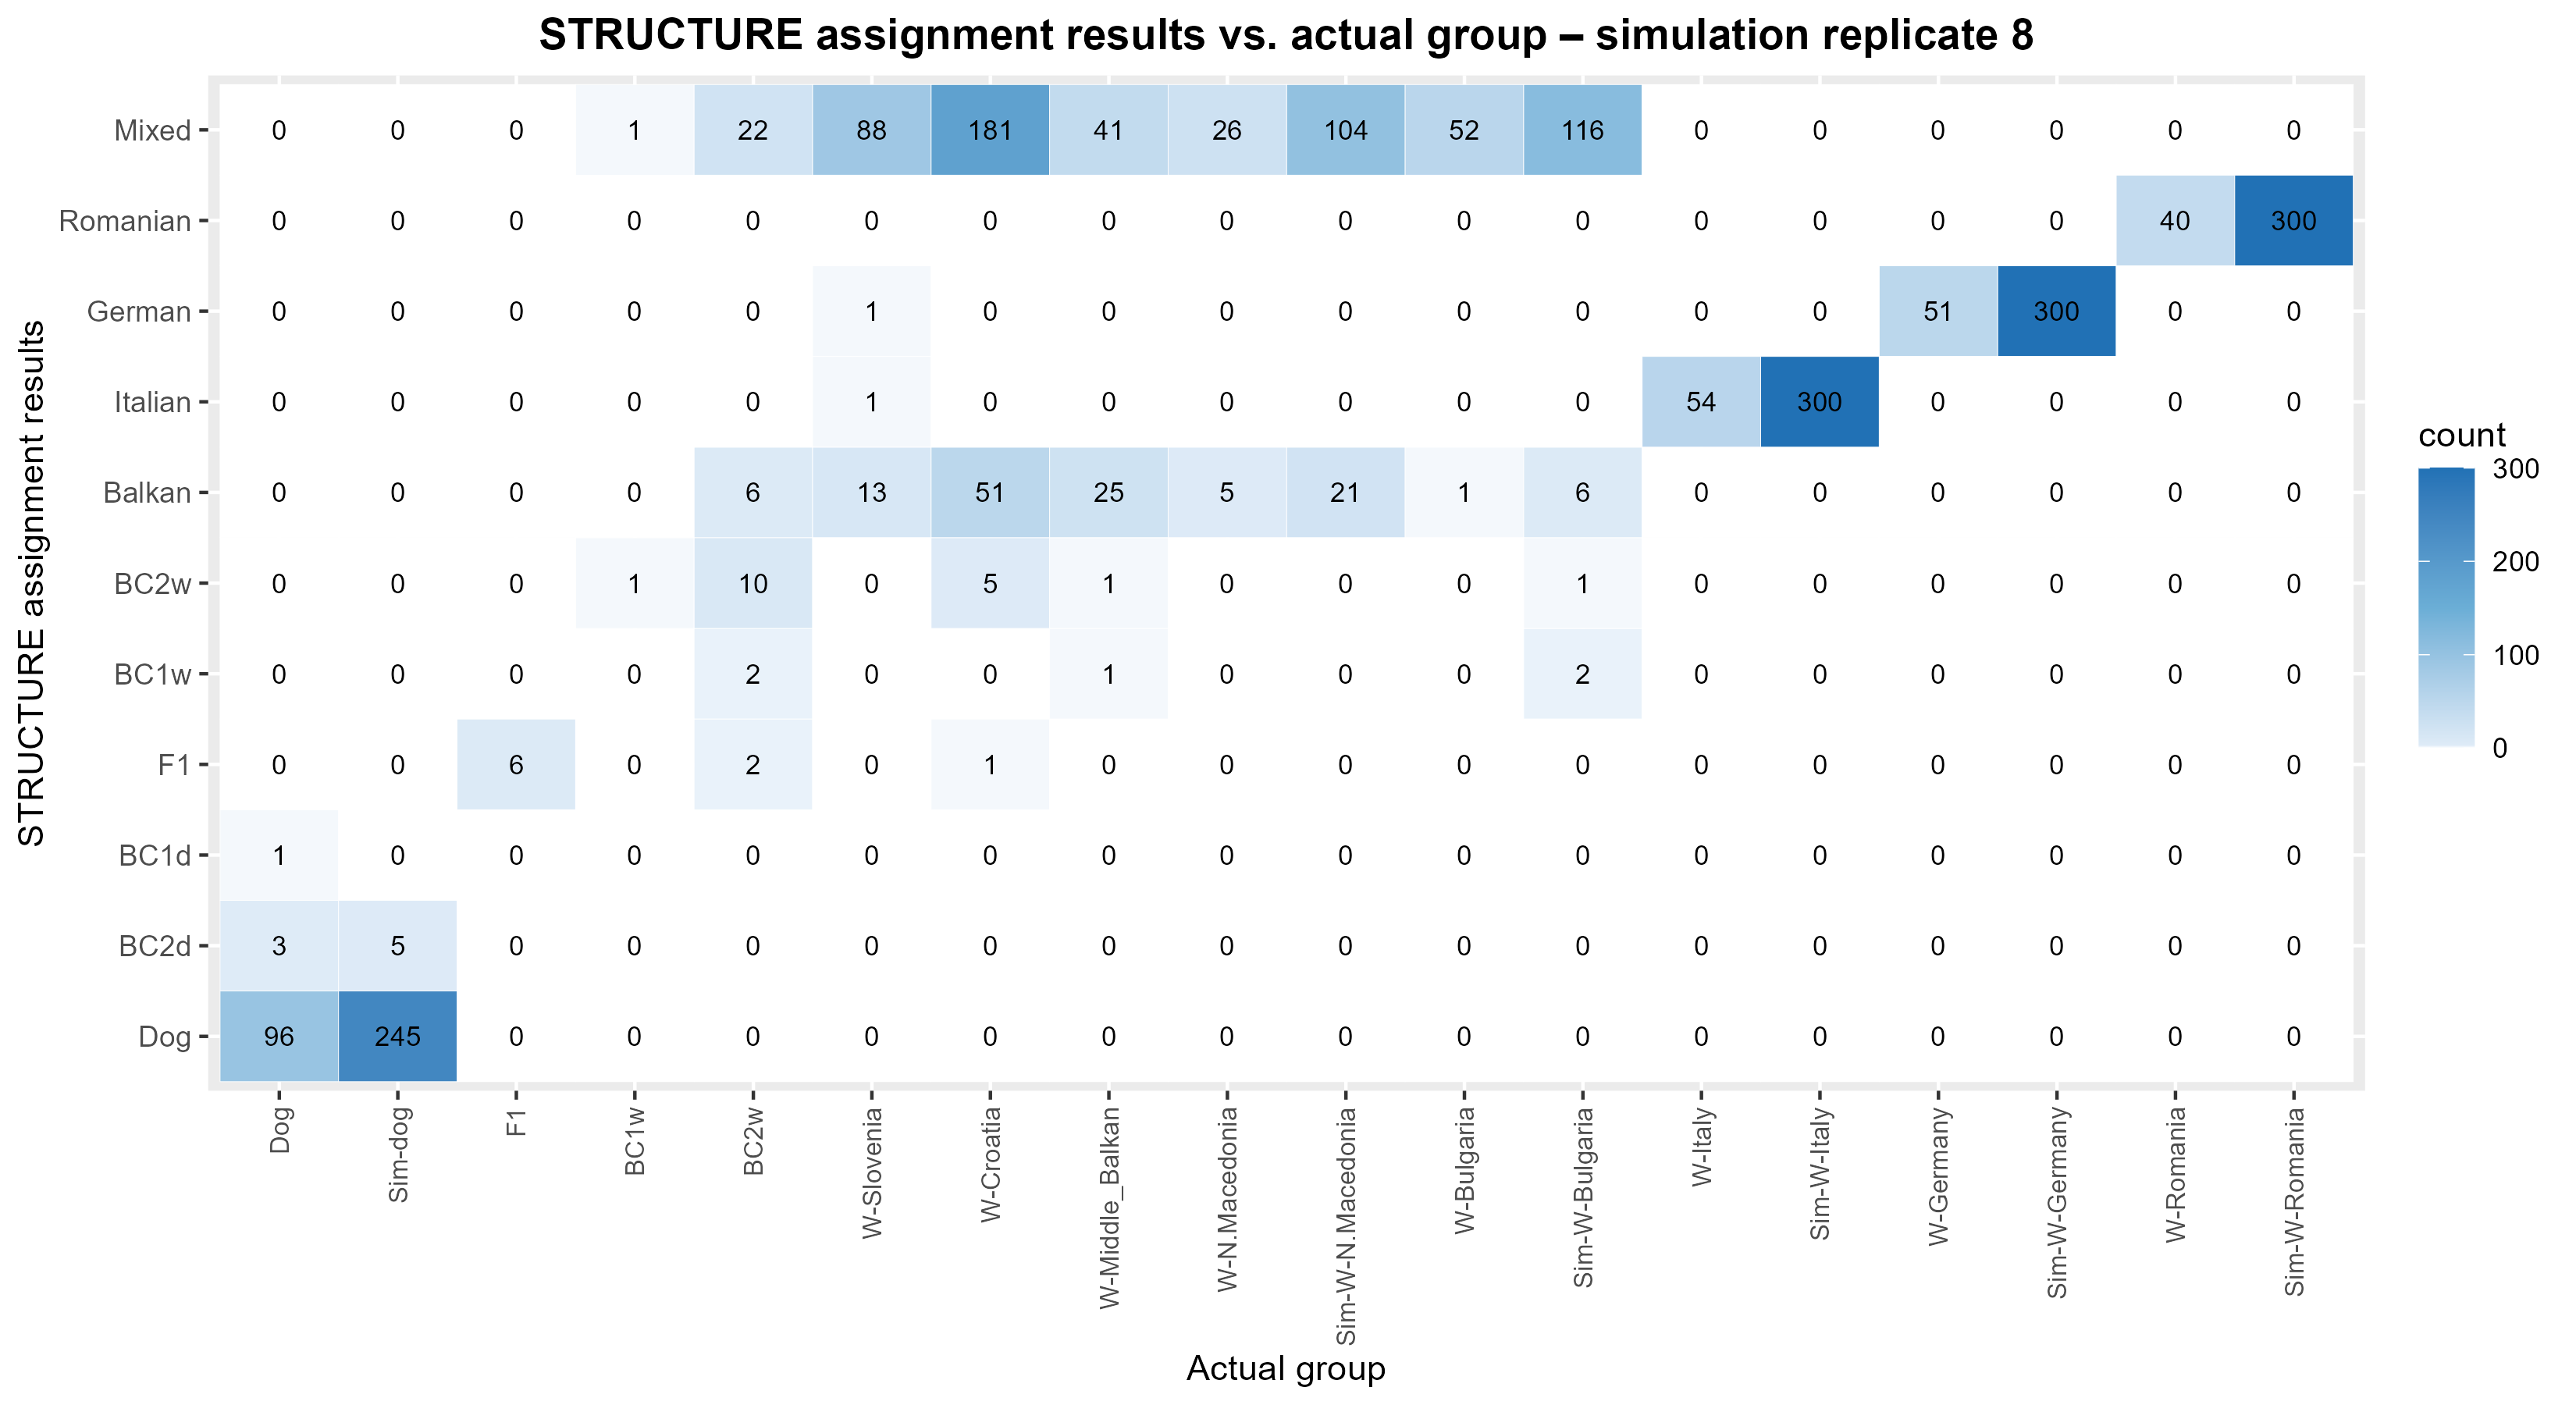 STRUCTURE assignment results vs. actual group – simulation replicate 8
STRUCTURE assignment results
Mixed 0 0 0 1 22 88 181 41 26 104 52 116 0 0 0 0 0 0
Romanian 0 0 0 0 0 0 0 0 0 0 0 0 0 0 0 0 40 300
German 0 0 0 0 0 1 0 0 0 0 0 0 0 0 51 300 0 0
Italian 0 0 0 0 0 1 0 0 0 0 0 0 54 300 0 0 0 0
Balkan 0 0 0 0 6 13 51 25 5 21 1 6 0 0 0 0 0 0
BC2w 0 0 0 1 10 0 5 1 0 0 0 1 0 0 0 0 0 0
BC1w 0 0 0 0 2 0 0 1 0 0 0 2 0 0 0 0 0 0
F1 0 0 6 0 2 0 1 0 0 0 0 0 0 0 0 0 0 0
BC1d 1 0 0 0 0 0 0 0 0 0 0 0 0 0 0 0 0 0
BC2d 3 5 0 0 0 0 0 0 0 0 0 0 0 0 0 0 0 0
Dog 96 245 0 0 0 0 0 0 0 0 0 0 0 0 0 0 0 0
Dog
Sim-dog
F1
BC1w
BC2w
W-Slovenia
W-Croatia
W-Middle_Balkan
W-N.Macedonia
Sim-W-N.Macedonia
W-Bulgaria
Sim-W-Bulgaria
W-Italy
Sim-W-Italy
W-Germany
Sim-W-Germany
W-Romania
Sim-W-Romania
Actual group
count
300
200
100
0